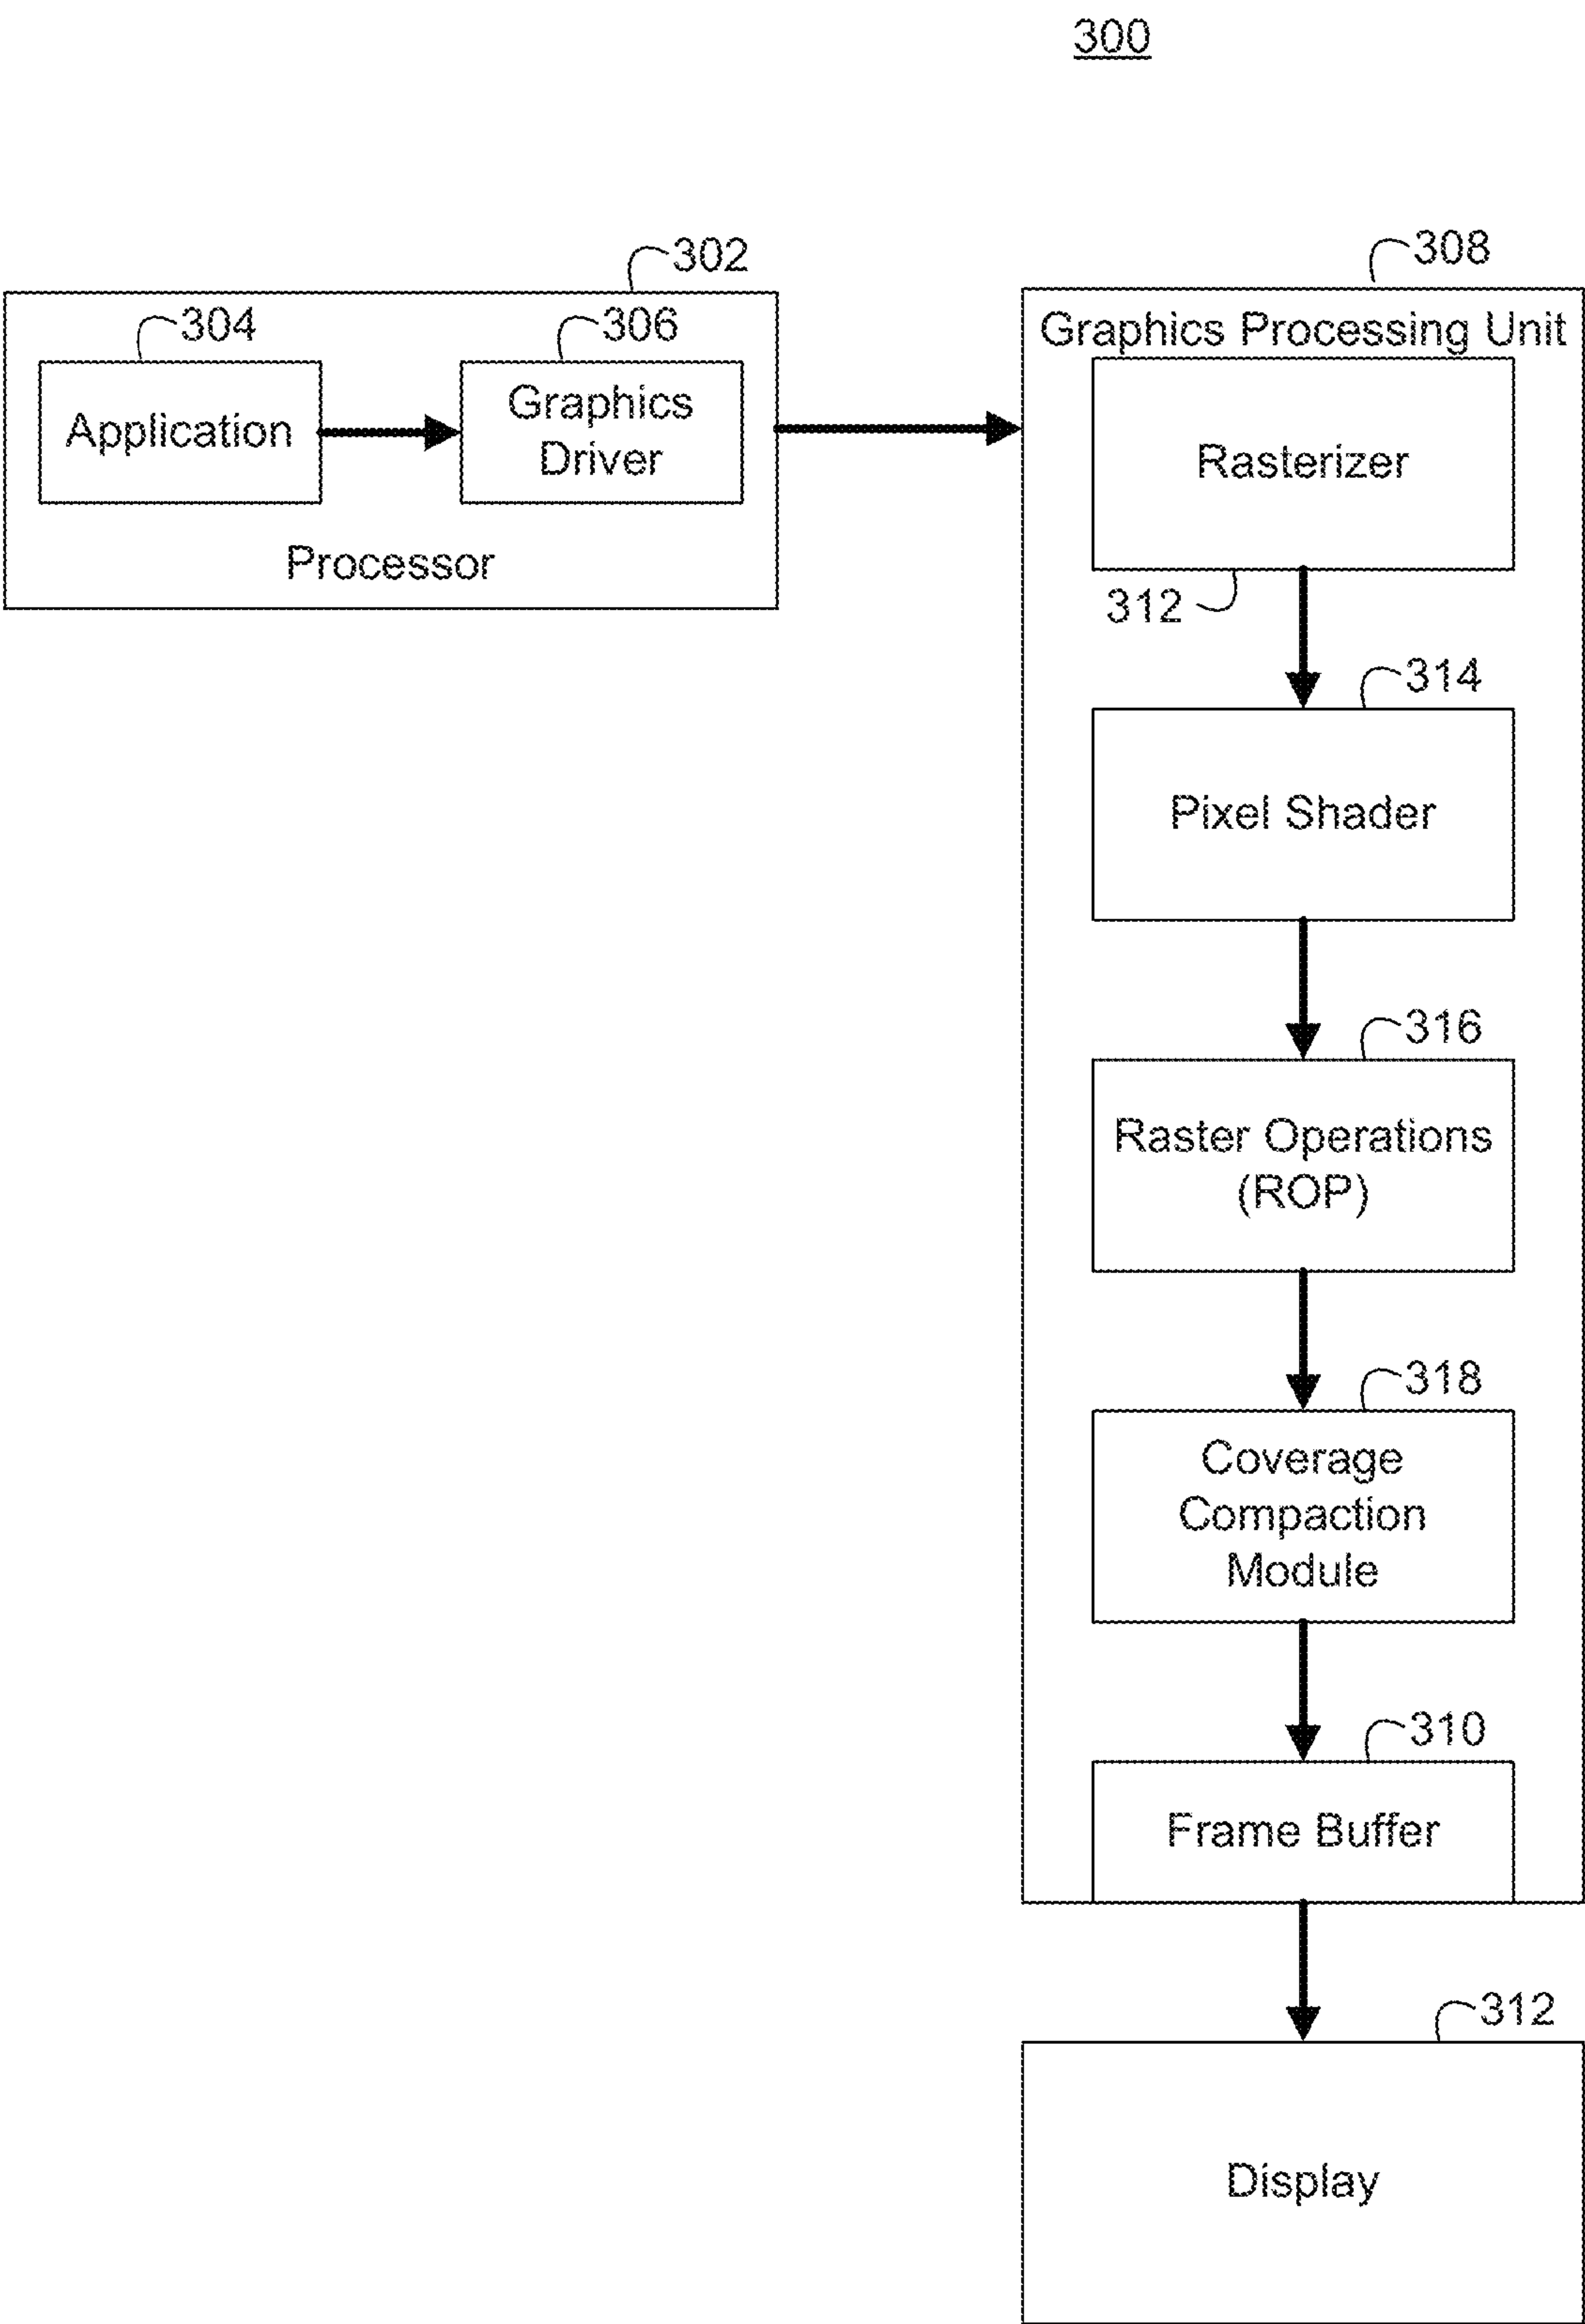 300
302
304
306
Application
Graphics
Driver
Processor
308
Graphics Processing Unit
Rasterizer
312
314
Pixel Shader
316
Raster Operations
(ROP)
318
Coverage
Compaction
Module
310
Frame Buffer
312
Display